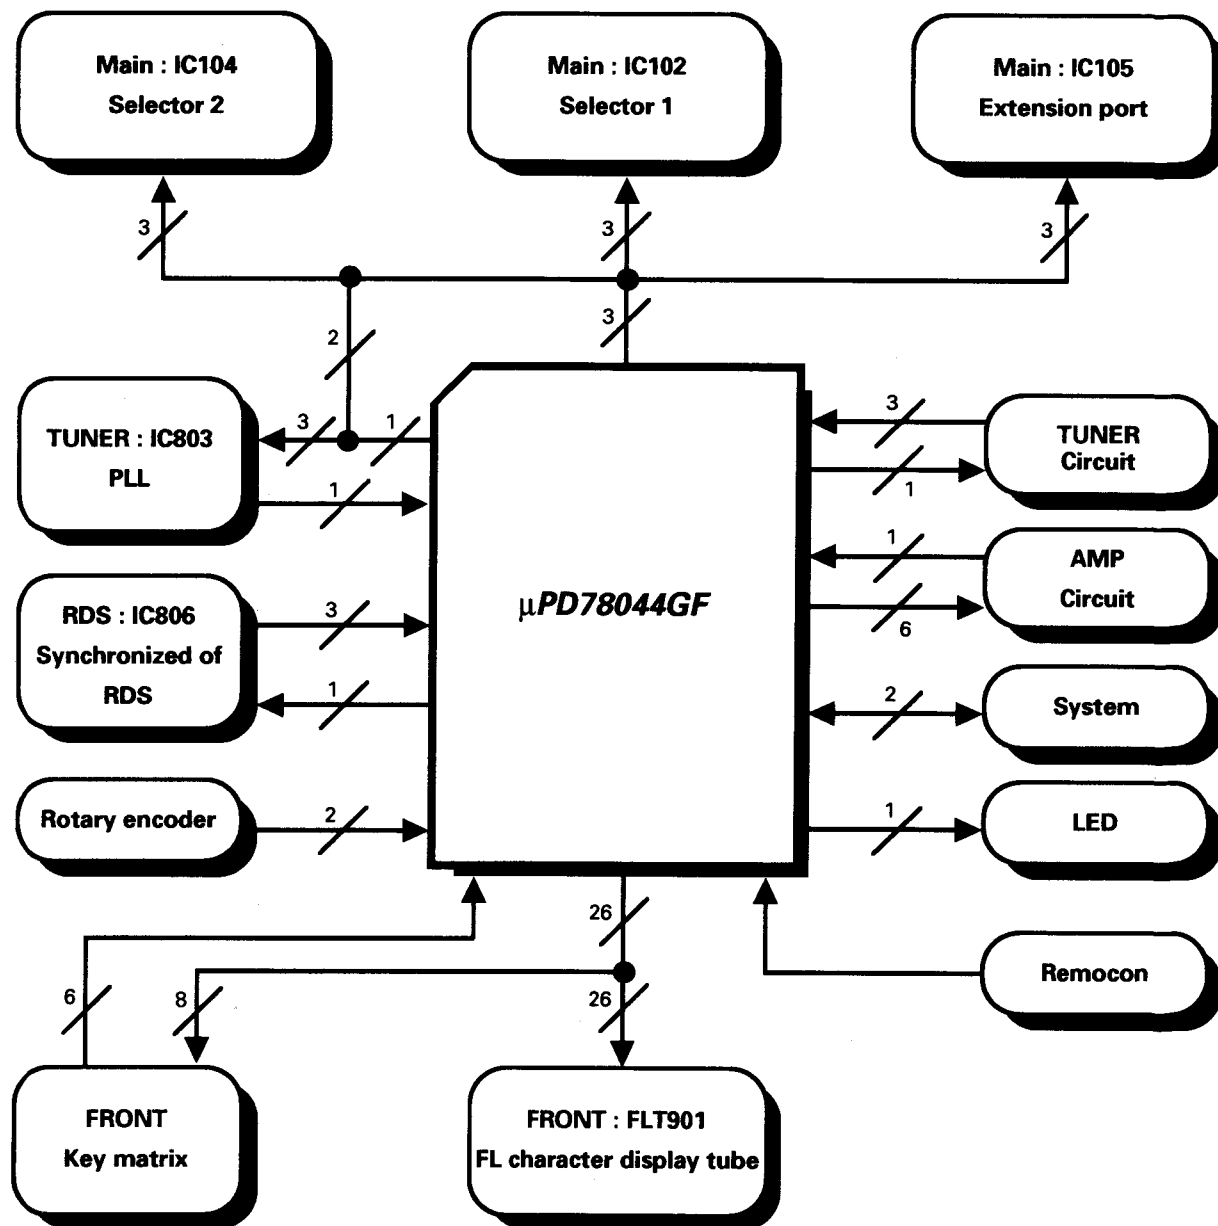 Main : IC104
Selector 2
Main : IC102
Selector 1
Main : IC105
Extension port
3
3
3
3
2
TUNER : IC803
PLL
3
1
1
3
1
TUNER
Circuit
RDS : IC806
Synchronized of
RDS
3
1
µPD78044GF
1
6
AMP
Circuit
2
System
Rotary encoder
2
1
LED
26
Remocon
6
8
26
FRONT
Key matrix
FRONT : FLT901
FL character display tube